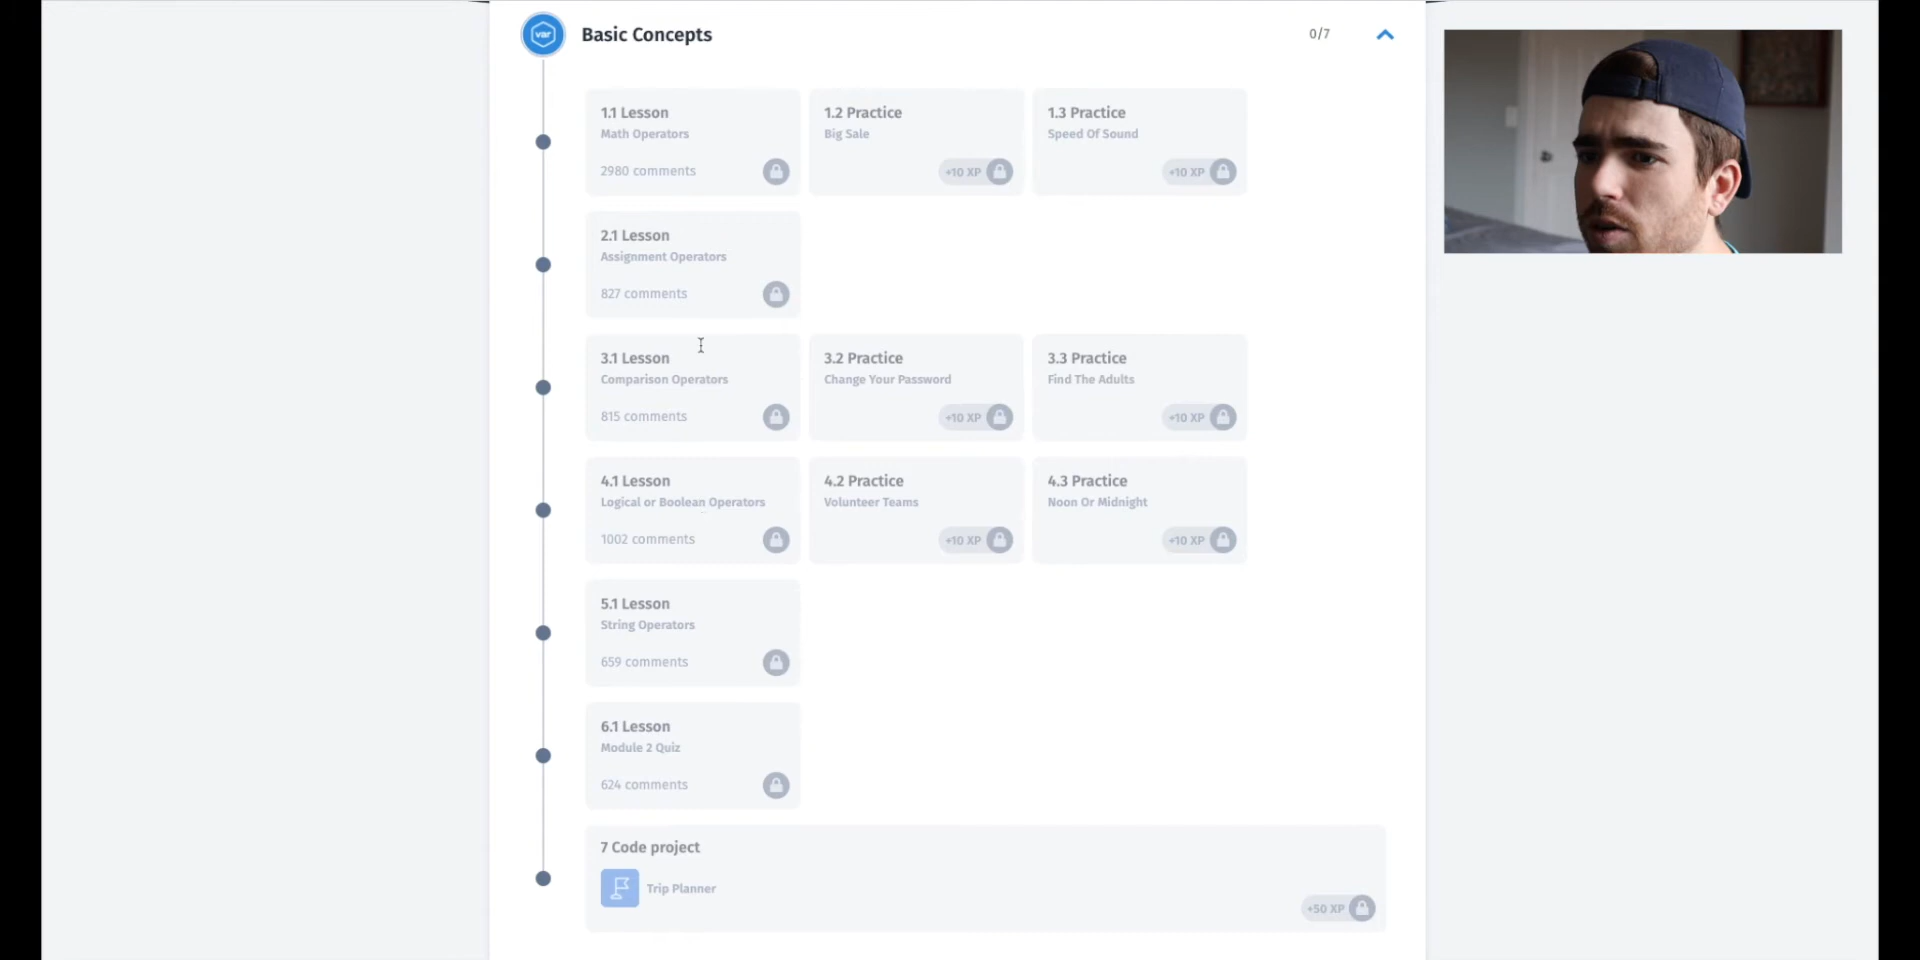 var
Basic Concepts
0/7
1.1 Lesson
Math Operators
2980 comments
1.2 Practice
Big Sale
+10 XP
1.3 Practice
Speed Of Sound
+10 XP
2.1 Lesson
Assignment Operators
827 comments
3.1 Lesson
Comparison Operators
815 comments
3.2 Practice
Change Your Password
+10 XP
3.3 Practice
Find The Adults
+10 XP
4.1 Lesson
Logical or Boolean Operators
1002 comments
4.2 Practice
Volunteer Teams
+10 XP
4.3 Practice
Noon Or Midnight
+10 XP
5.1 Lesson
String Operators
659 comments
6.1 Lesson
Module 2 Quiz
624 comments
7 Code project
Trip Planner
+50 XP